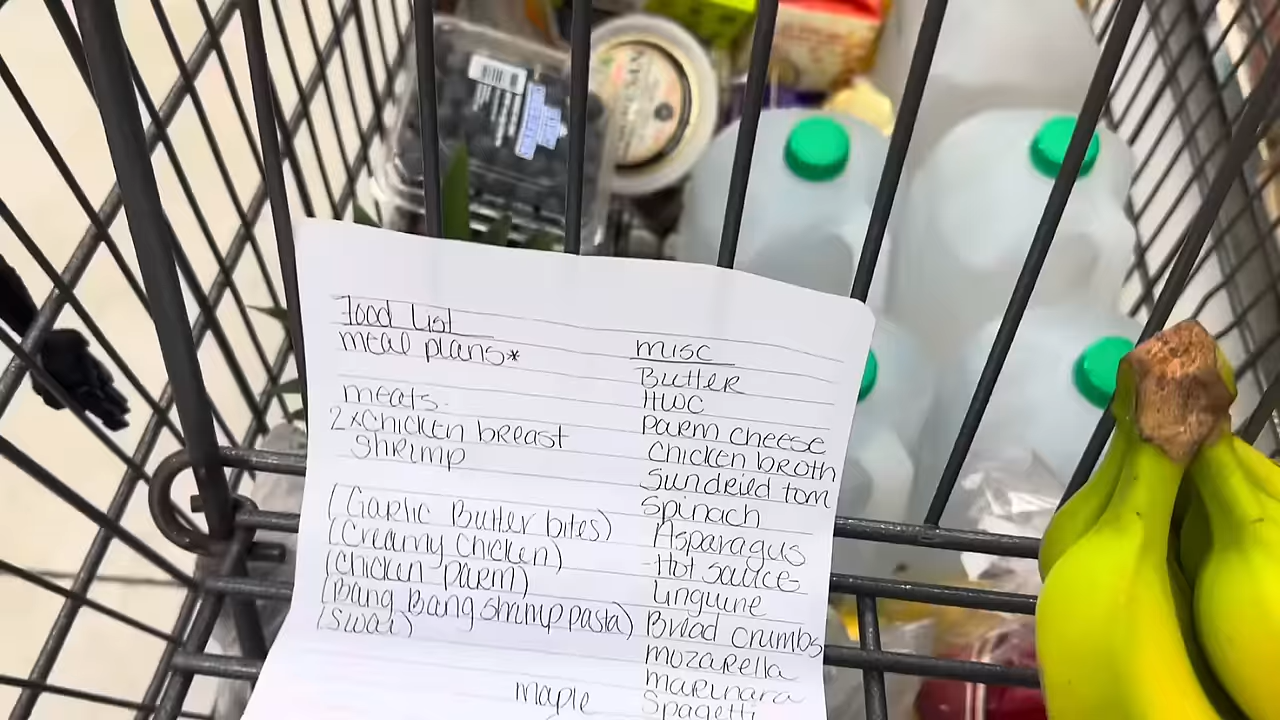 Food List
meal plans*
meats
2xchicken breast
Shrimp
(Garlic Butter bites)
(Creamy Chicken)
(Chicken Parm)
(Bang Bang shrimp pasta)
(swai)
maple
misc
Butter
HWC
Parm cheese
Chicken broth
Sundried tom
Spinach
Asparagus
-Hot sauce
Linguine
Bread crumbs
mozarella
marinara
Spagetti